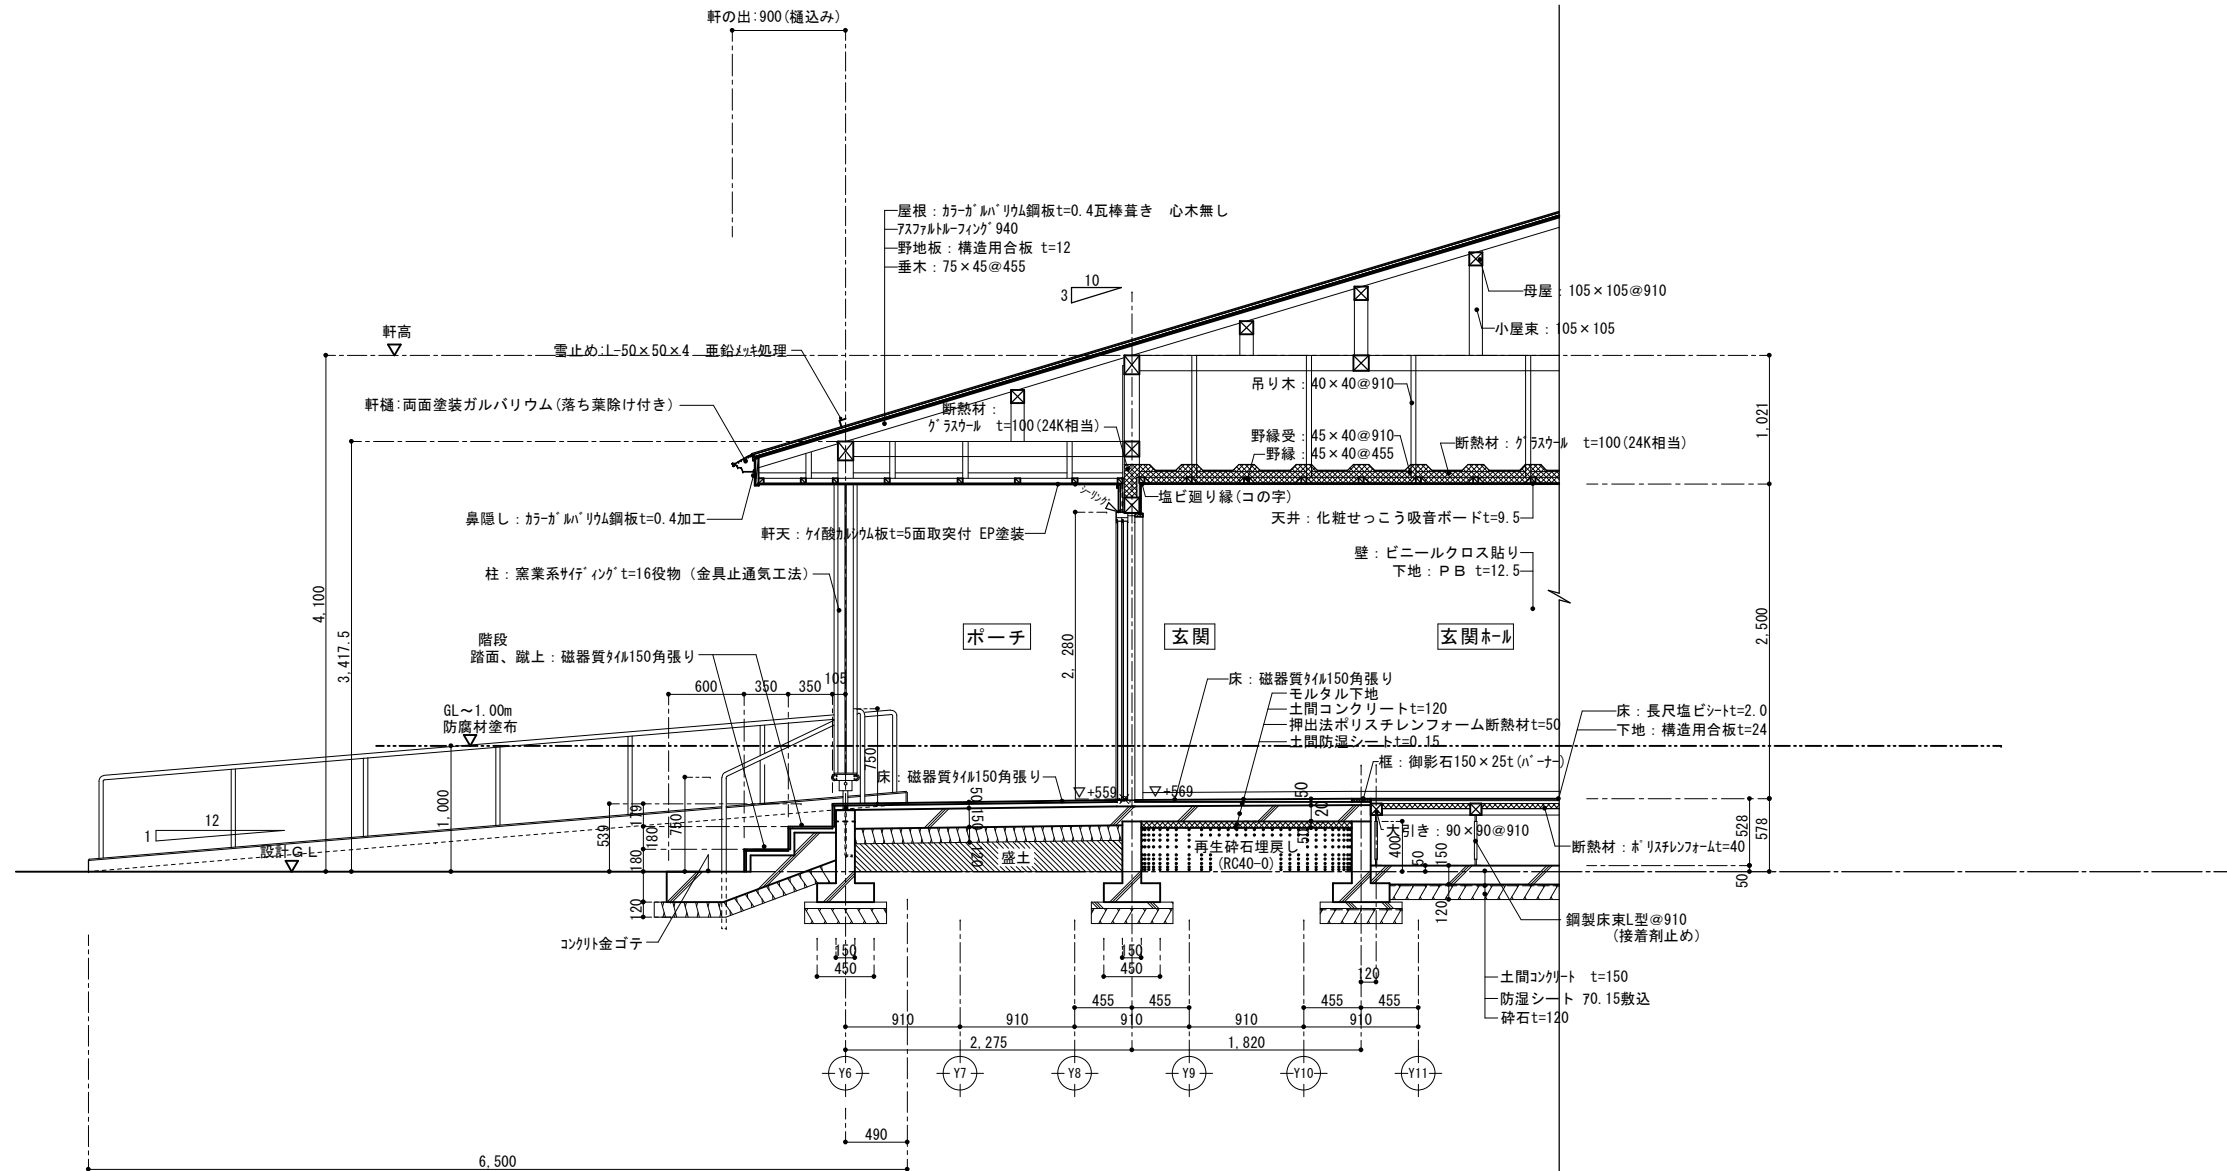 軒の出:900(樋込み)
屋根：ｶﾗｰｶﾞﾙﾊﾞﾘｳﾑ鋼板t=0.4瓦棒葺き　心木無し
ｱｽﾌｧﾙﾄﾙｰﾌｨﾝｸﾞ940
野地板：構造用合板 t=12
垂木：75×45@455
10
3
母屋：105×105@910
小屋束：105×105
軒高
雪止め:L-50×50×4　亜鉛ﾒｯｷ処理
吊り木：40×40@910
軒樋:両面塗装ガルバリウム(落ち葉除け付き)
断熱材：
ｸﾞﾗｽｳｰﾙ　t=100(24K相当)
野縁受：45×40@910
野縁：45×40@455
断熱材：ｸﾞﾗｽｳｰﾙ　t=100(24K相当)
1,021
ｼｰﾘﾝｸﾞ
塩ビ廻り縁(コの字)
鼻隠し：ｶﾗｰｶﾞﾙﾊﾞﾘｳﾑ鋼板t=0.4加工
天井：化粧せっこう吸音ボードt=9.5
軒天：ｹｲ酸ｶﾙｼｳﾑ板t=5面取突付 EP塗装
壁：ビニールクロス貼り
下地：ＰＢ t=12.5
柱：窯業系ｻｲﾃﾞｨﾝｸﾞt=16役物（金具止通気工法）
4,100
3,417.5
2,280
2,500
ポーチ
玄関
玄関ﾎｰﾙ
階段
踏面、蹴上：磁器質ﾀｲﾙ150角張り
105
600
350
350
床：磁器質ﾀｲﾙ150角張り
モルタル下地
土間コンクリートt=120
押出法ポリスチレンフォーム断熱材t=50
土間防湿シートt=0.15
GL～1.00m
防腐材塗布
床：長尺塩ビｼｰﾄt=2.0
下地：構造用合板t=24
框：御影石150×25t(ﾊﾞｰﾅｰ)
床：磁器質ﾀｲﾙ150角張り
▽+559
▽+569
750
750
1,000
539
179
180
180
120
12
1
設計ＧＬ
50
150
120
50
120
50
盛土
再生砕石埋戻し
(RC40-0)
大引き：90×90@910
断熱材：ﾎﾟﾘｽﾁﾚﾝﾌｫｰﾑt=40
400
50
150
120
528
578
50
鋼製床束L型@910
(接着剤止め)
ｺﾝｸﾘﾄ金ゴテ
150
450
150
450
120
土間ｺﾝｸﾘｰﾄ　t=150
防湿シート ｱ0.15敷込
砕石t=120
455
455
455
455
910
910
910
910
910
2,275
1,820
Y6
Y7
Y8
Y9
Y10
Y11
490
6,500